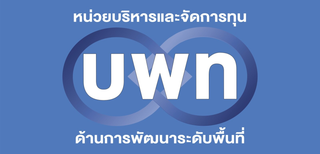 หน่วยบริหารและจัดการทุน
บพท
ด้านการพัฒนาระดับพื้นที่